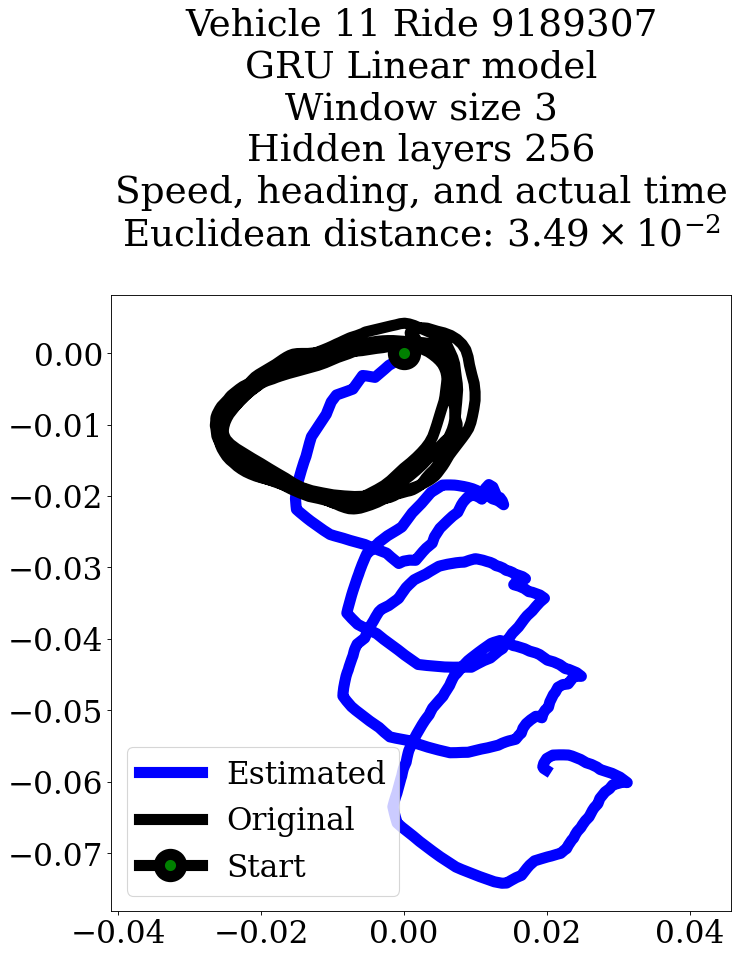 Vehicle 11 Ride 9189307
GRU Linear model
Window size 3
Hidden layers 256
Speed, heading, and actual time
Euclidean distance: 3.49 × 10⁻²
0.00
−0.01
−0.02
−0.03
−0.04
−0.05
−0.06
−0.07
Estimated
Original
Start
−0.04
−0.02
0.00
0.02
0.04